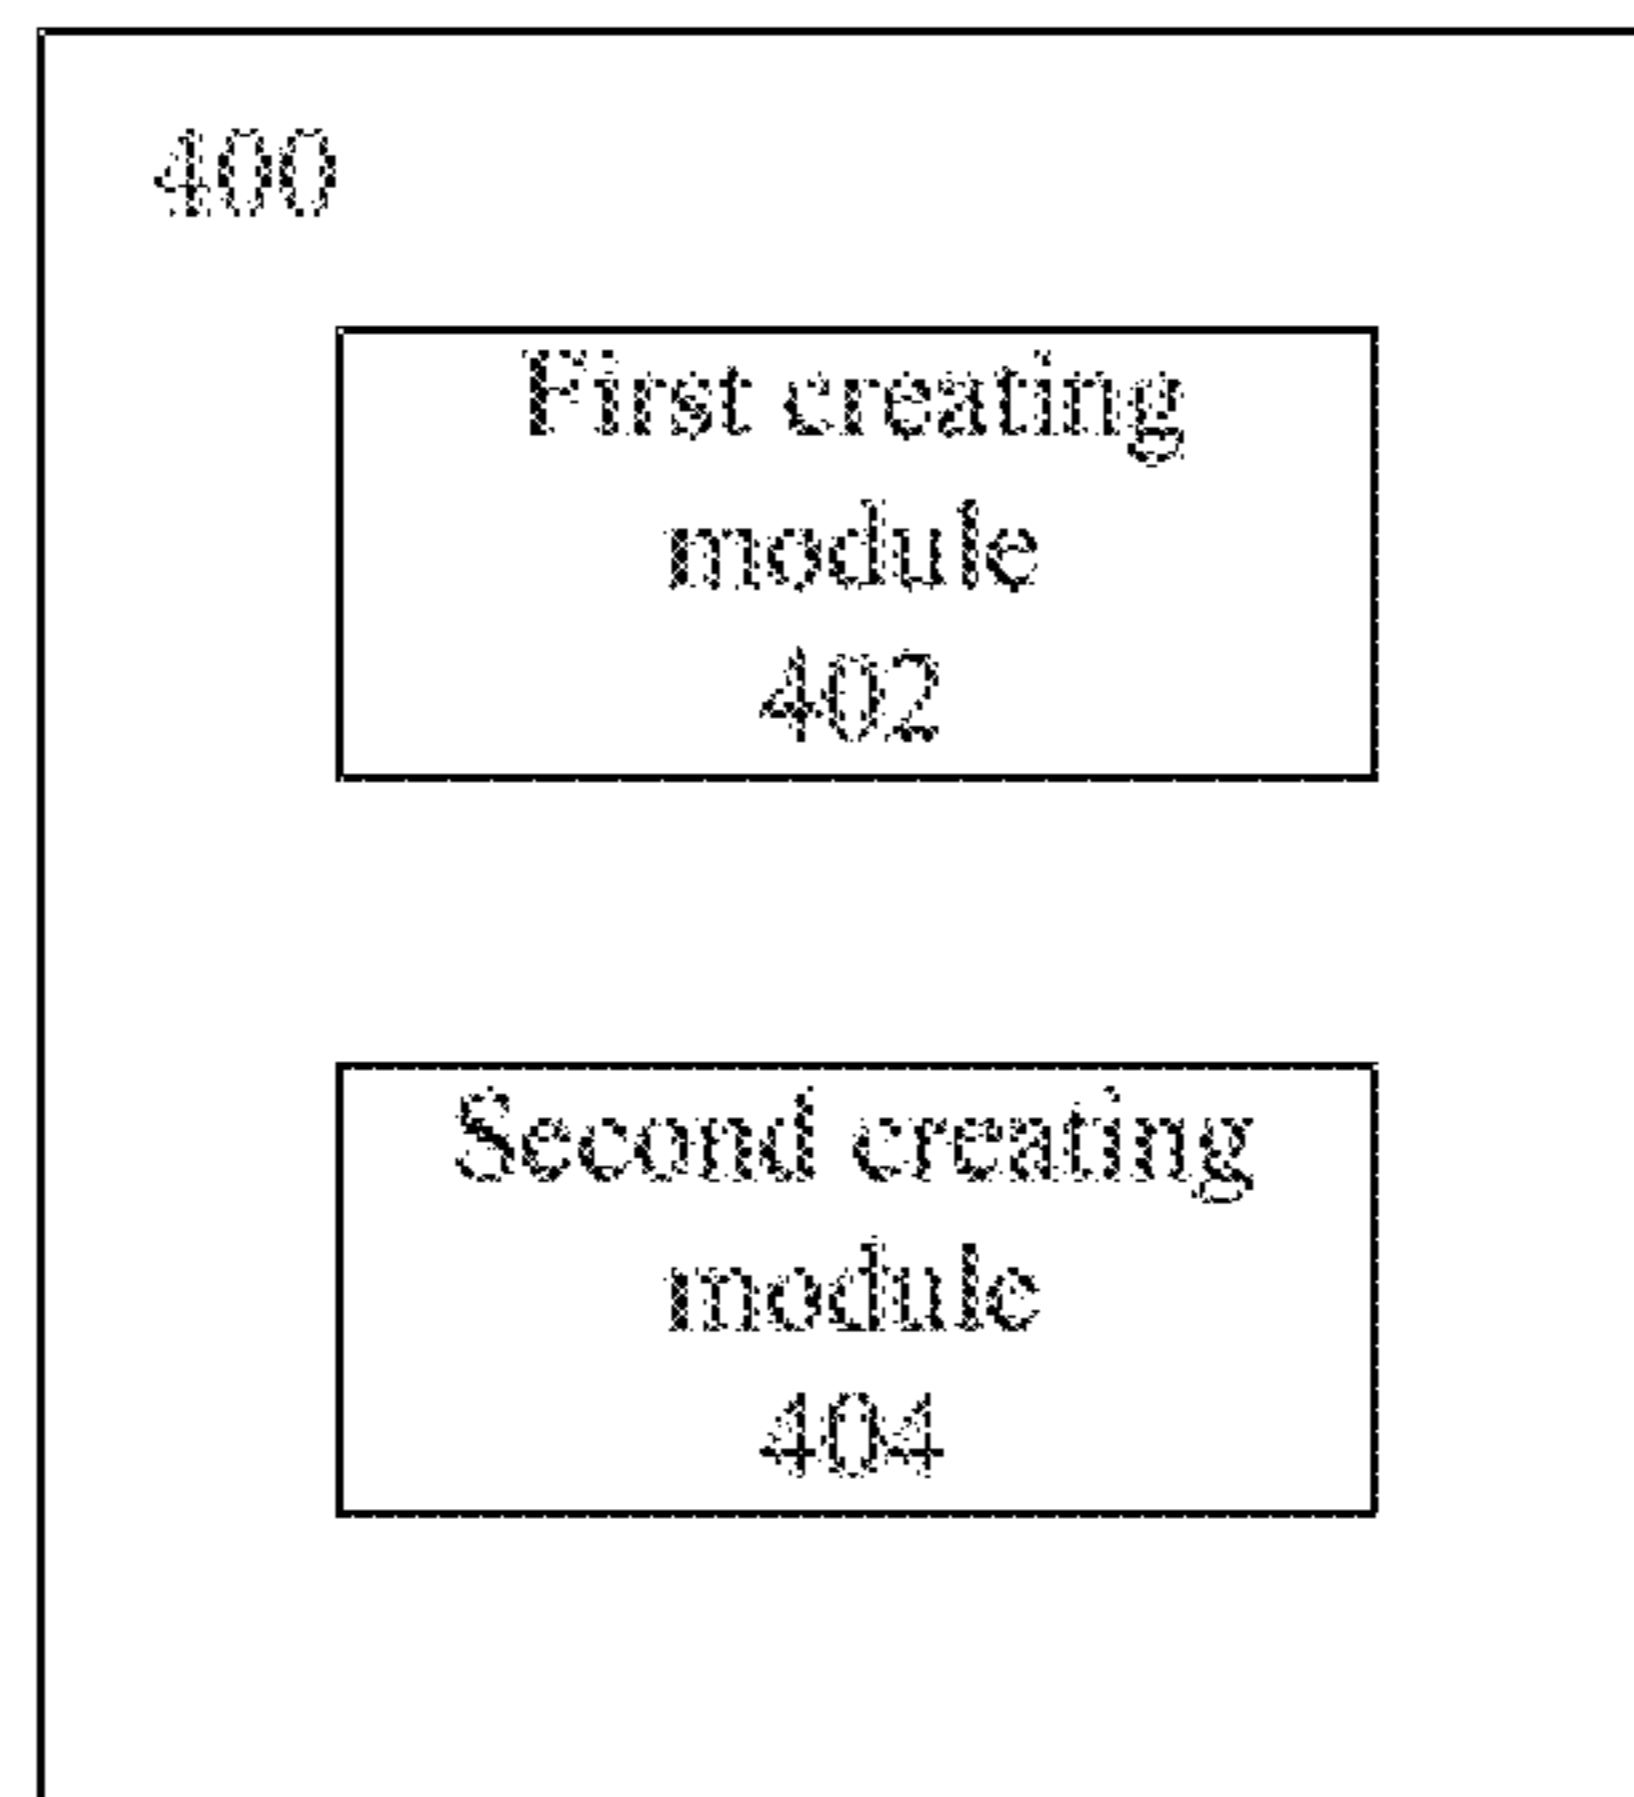 400
First creating
module
402
Second creating
module
404